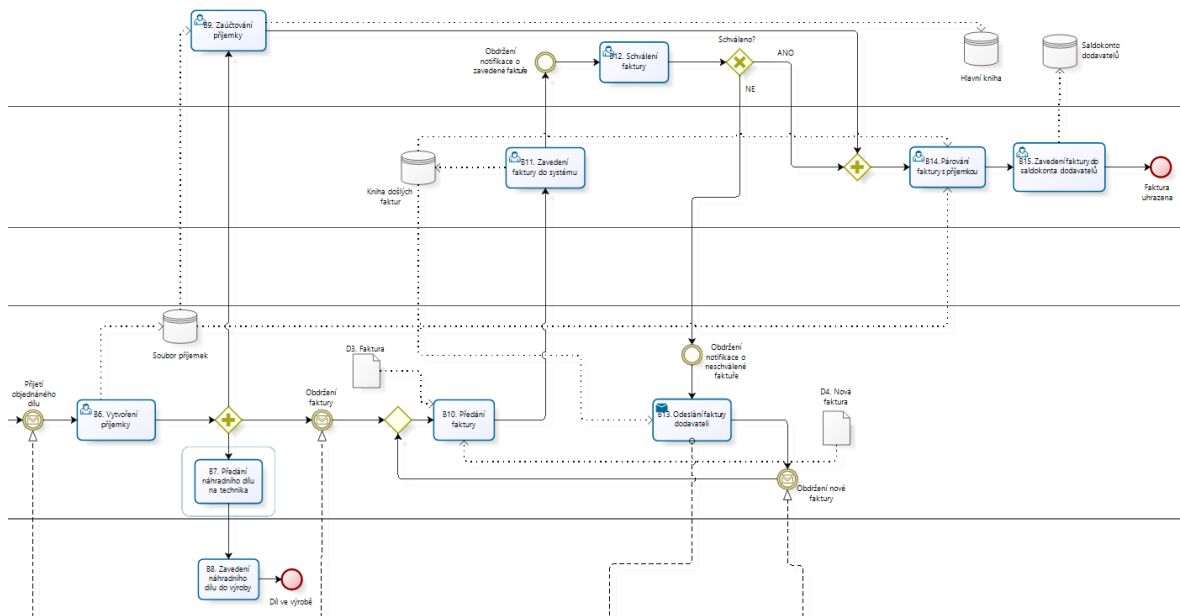 B9. Zaúčtování
příjemky
Obdržení
notifikace o
zavedené faktuře
B12. Schválení
faktury
Schváleno?
ANO
NE
Hlavní kniha
Saldokonto
dodavatelů
Kniha došlých
faktur
B11. Zavedení
faktury do systému
B14. Párování
faktury s příjemkou
B15. Zavedení faktury do
saldokonta dodavatelů
Faktura
uhrazena
Soubor příjemek
D3. Faktura
Obdržení
notifikace o
neschválené
faktuře
Přijetí
objednáného
dílu
B6. Vytvoření
příjemky
Obdržení
faktury
B10. Předání
faktury
B13. Odeslání faktury
dodavateli
D4. Nová
faktura
B7. Předání
náhradního dílu
na technika
Obdržení nové
faktury
B8. Zavedení
náhradního
dílu do výroby
Díl ve výrobě